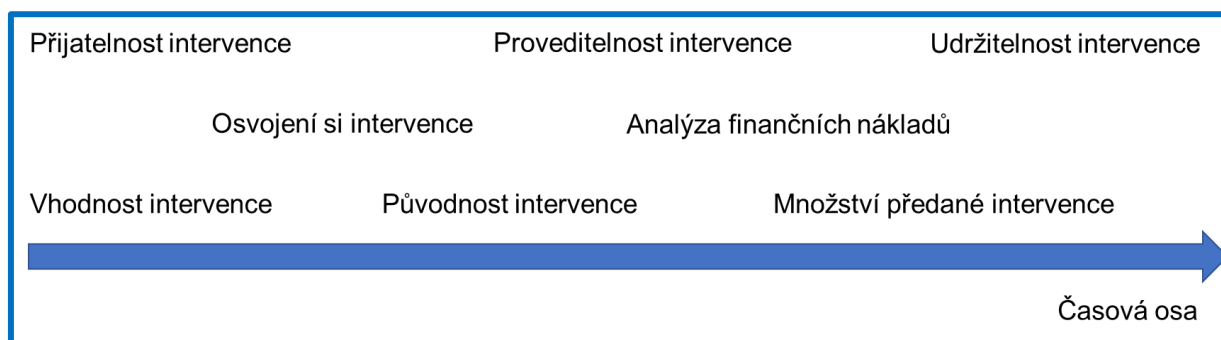 Přijatelnost intervence Proveditelnost intervence Udržitelnost intervence
Osvojení si intervence Analýza finančních nákladů
Vhodnost intervence Původnost intervence Množství předané intervence
Časová osa